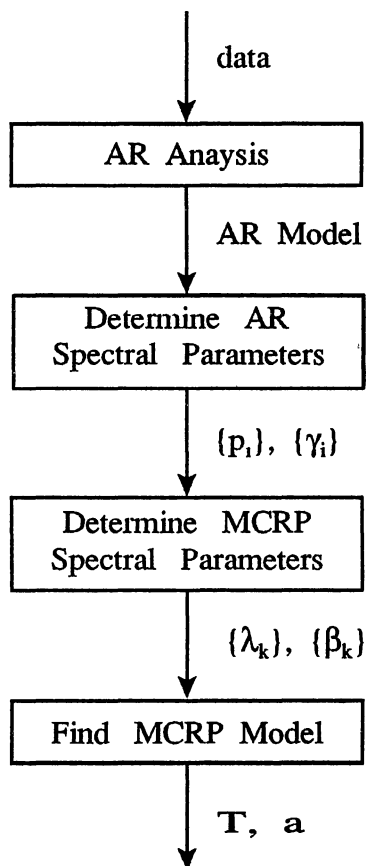 data
AR Anaysis
AR Model
Determine AR
Spectral Parameters
{pᵢ}, {γᵢ}
Determine MCRP
Spectral Parameters
{λₖ}, {βₖ}
Find MCRP Model
T, a